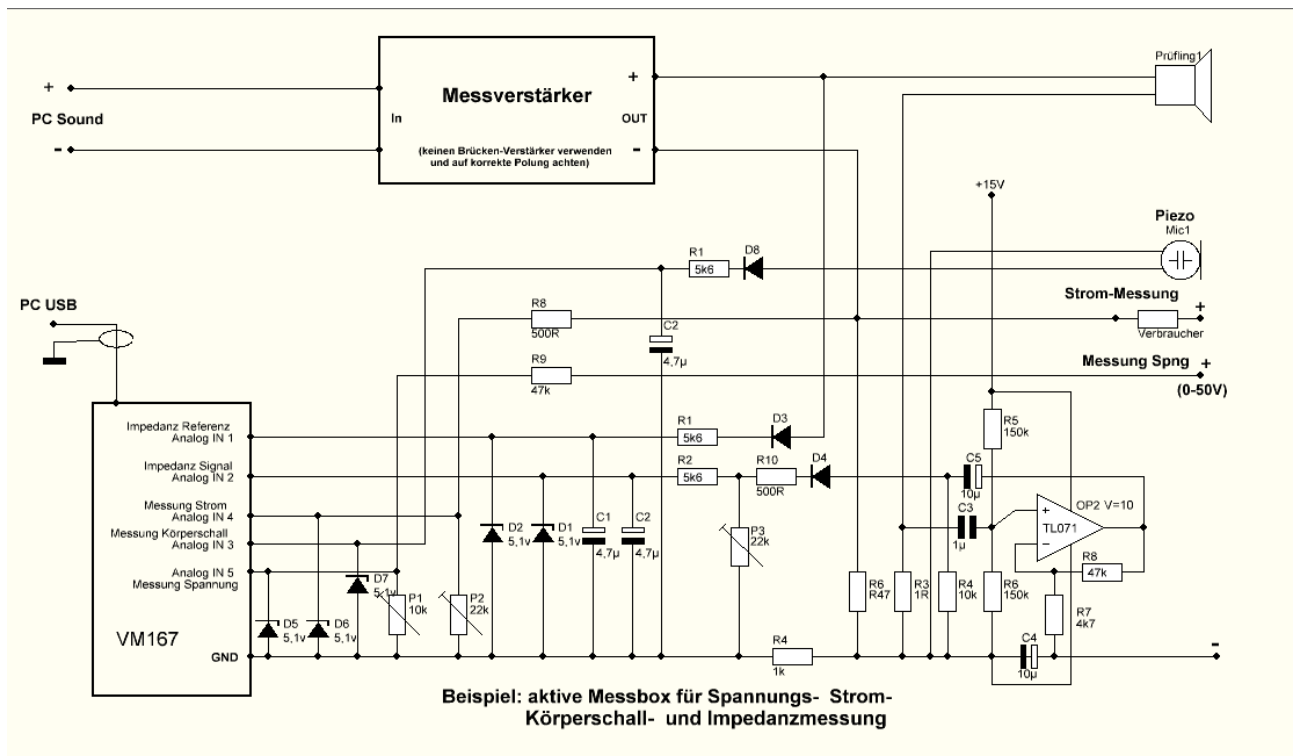 Prüfling1
Messverstärker
+
PC Sound
-
In
+
OUT
-
(keinen Brücken-Verstärker verwenden
und auf korrekte Polung achten)
+15V
Piezo
Mic1
R1
5k6
D8
PC USB
Strom-Messung
+
Verbraucher
R8
500R
C2
4,7µ
R9
47k
Messung Spng
+
(0-50V)
Impedanz Referenz
Analog IN 1
R1
5k6
D3
R5
150k
Impedanz Signal
Analog IN 2
R2
5k6
R10
500R
D4
C5
10µ
Messung Strom
Analog IN 4
Messung Körperschall
Analog IN 3
Analog IN 5
Messung Spannung
D2
5,1v
D1
5,1v
C1
4,7µ
C2
4,7µ
P3
22k
C3
1µ
+
-
TL071
OP2 V=10
R8
47k
D7
5,1v
P1
10k
P2
22k
D5
5,1v
D6
5,1v
R6
R47
R3
1R
R4
10k
R6
150k
R7
4k7
VM167
GND
R4
1k
C4
10µ
-
Beispiel: aktive Messbox für Spannungs- Strom-
Körperschall- und Impedanzmessung